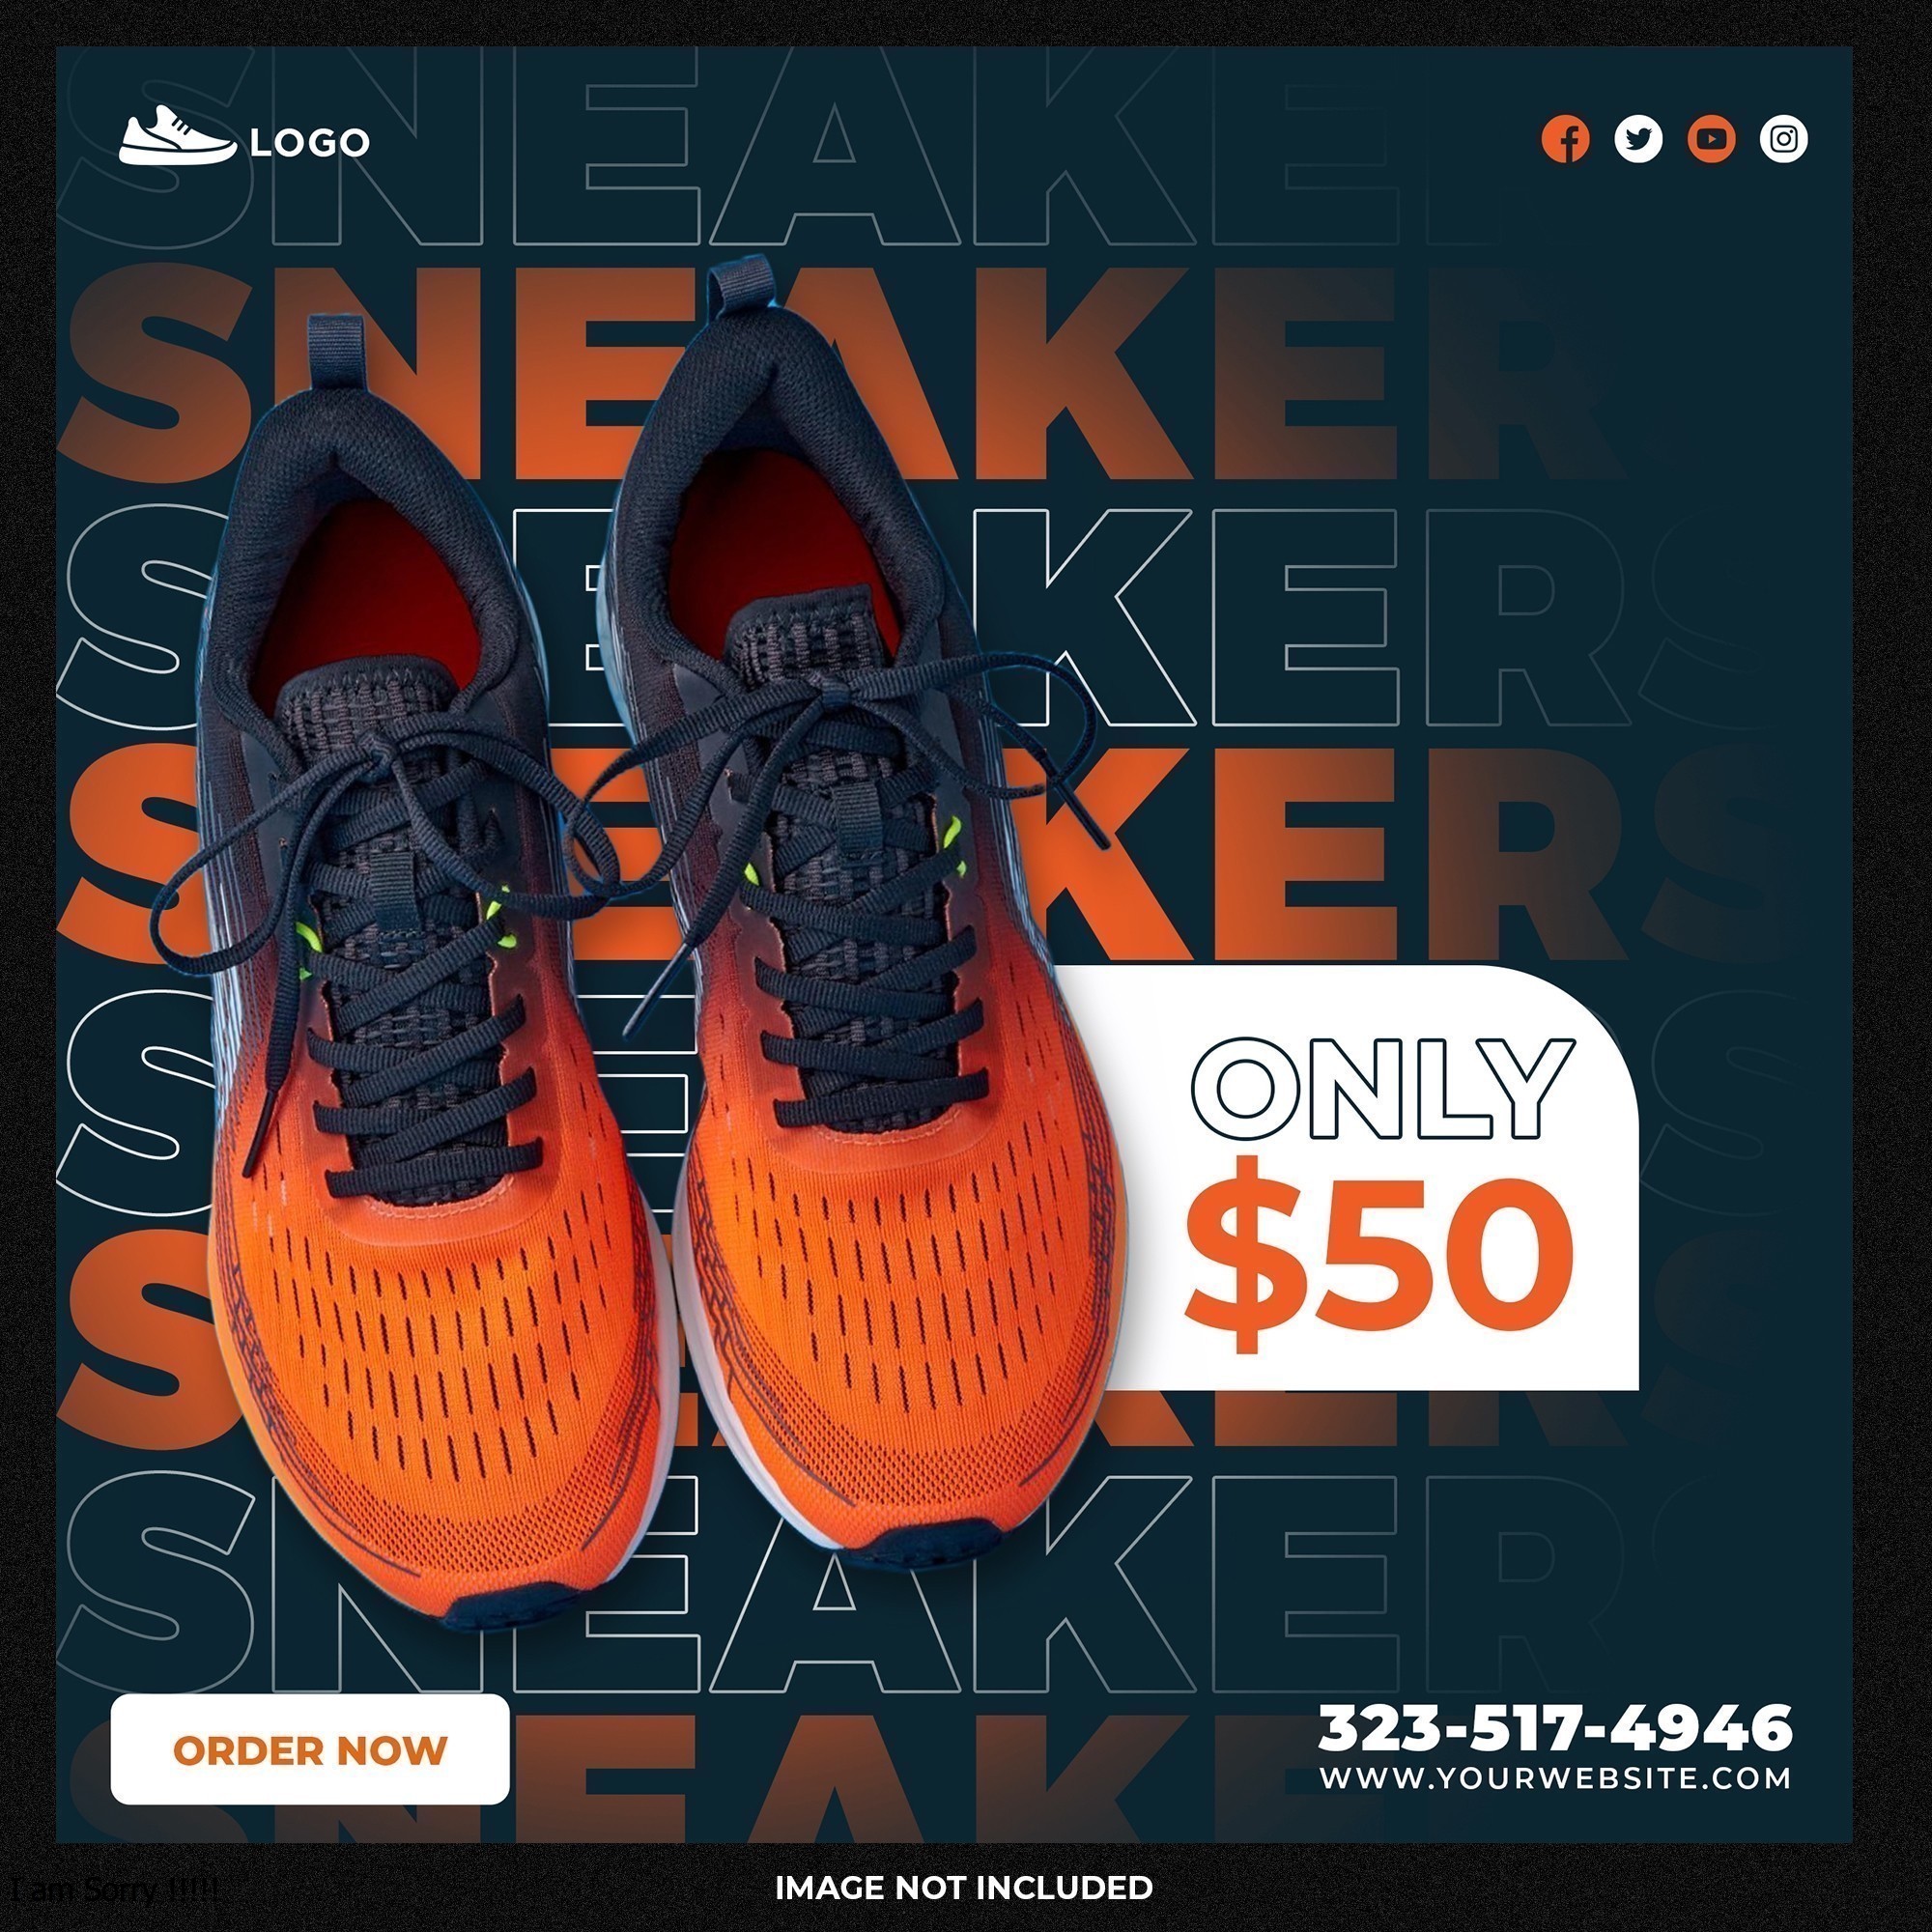 LOGO
SNEAKER
SNEAKER
SNEAKERS
SNEAKERS
SNEAKERS
ONLY
$50
SNEAKERS
SNEAKERS
SNEAKE
ORDER NOW
323-517-4946
WWW.YOURWEBSITE.COM
IMAGE NOT INCLUDED
I am Sorry !!!!!